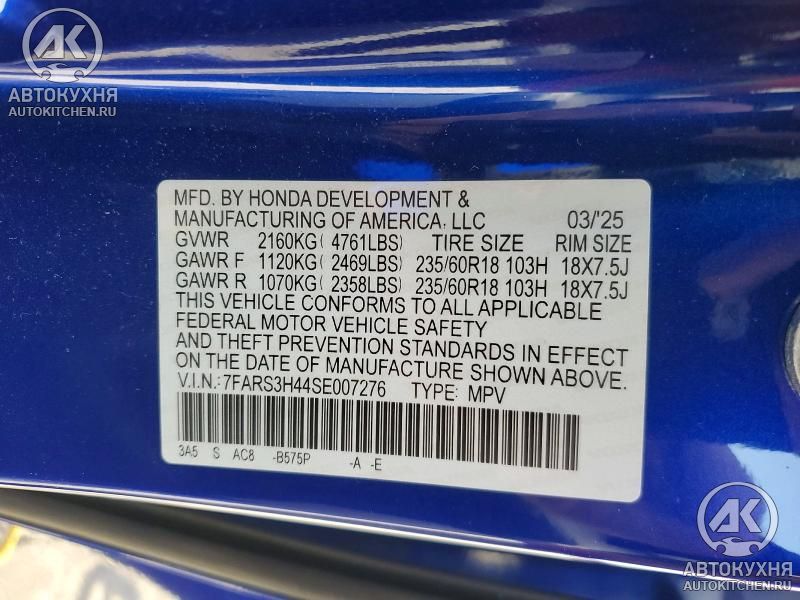 AK
АВТОКУХНЯ
AUTOKITCHEN.RU
MFD. BY HONDA DEVELOPMENT &
MANUFACTURING OF AMERICA, LLC 03/'25
GVWR 2160KG( 4761LBS) TIRE SIZE RIM SIZE
GAWR F 1120KG( 2469LBS) 235/60R18 103H 18X7.5J
GAWR R 1070KG( 2358LBS) 235/60R18 103H 18X7.5J
THIS VEHICLE CONFORMS TO ALL APPLICABLE
FEDERAL MOTOR VEHICLE SAFETY
AND THEFT PREVENTION STANDARDS IN EFFECT
ON THE DATE OF MANUFACTURE SHOWN ABOVE.
V.I.N.:7FARS3H44SE007276 TYPE: MPV
3A5 S AC8 -B575P -A -E
AK
АВТОКУХНЯ
AUTOKITCHEN.RU